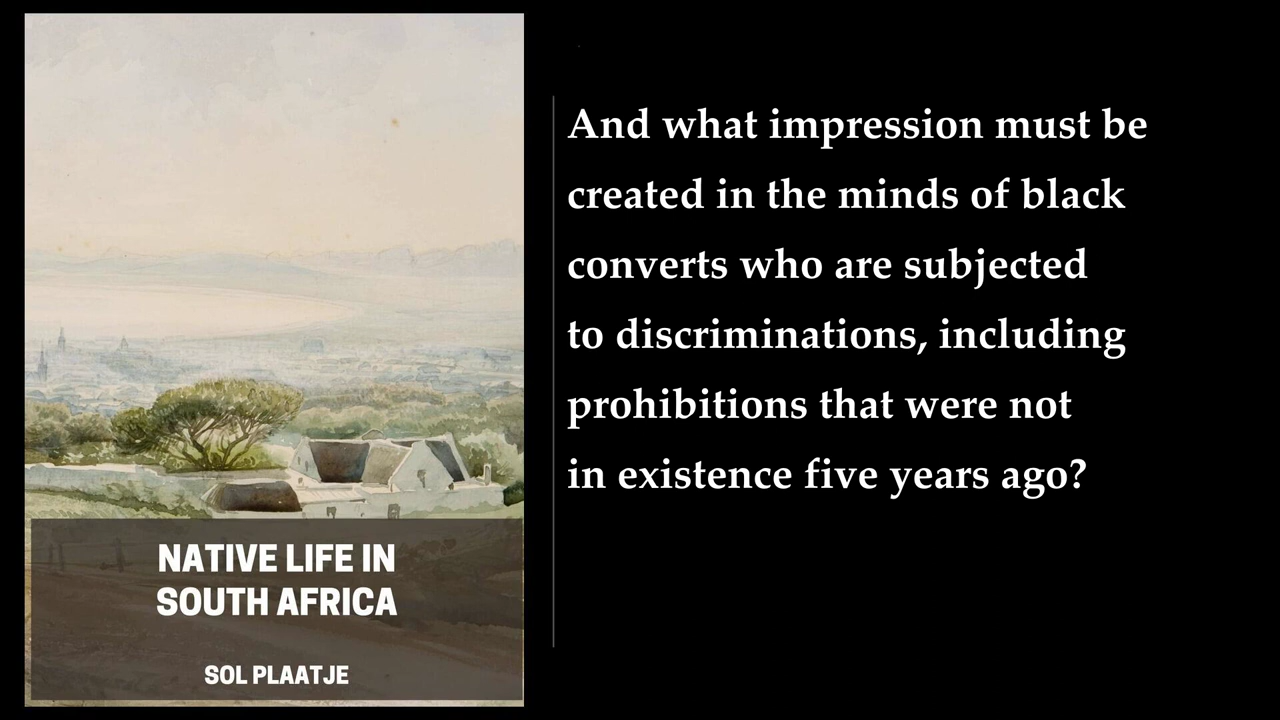 And what impression must be
created in the minds of black
converts who are subjected
to discriminations, including
prohibitions that were not
in existence five years ago?
NATIVE LIFE IN
SOUTH AFRICA
SOL PLAATJE